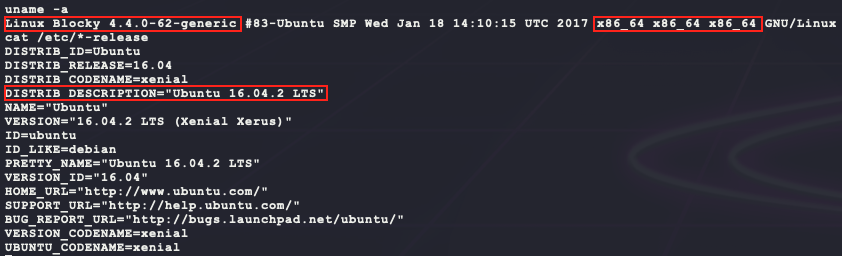 uname -a
Linux Blocky 4.4.0-62-generic #83-Ubuntu SMP Wed Jan 18 14:10:15 UTC 2017 x86_64 x86_64 x86_64 GNU/Linux
cat /etc/*-release
DISTRIB_ID=Ubuntu
DISTRIB_RELEASE=16.04
DISTRIB_CODENAME=xenial
DISTRIB_DESCRIPTION="Ubuntu 16.04.2 LTS"
NAME="Ubuntu"
VERSION="16.04.2 LTS (Xenial Xerus)"
ID=ubuntu
ID_LIKE=debian
PRETTY_NAME="Ubuntu 16.04.2 LTS"
VERSION_ID="16.04"
HOME_URL="http://www.ubuntu.com/"
SUPPORT_URL="http://help.ubuntu.com/"
BUG_REPORT_URL="http://bugs.launchpad.net/ubuntu/"
VERSION_CODENAME=xenial
UBUNTU_CODENAME=xenial